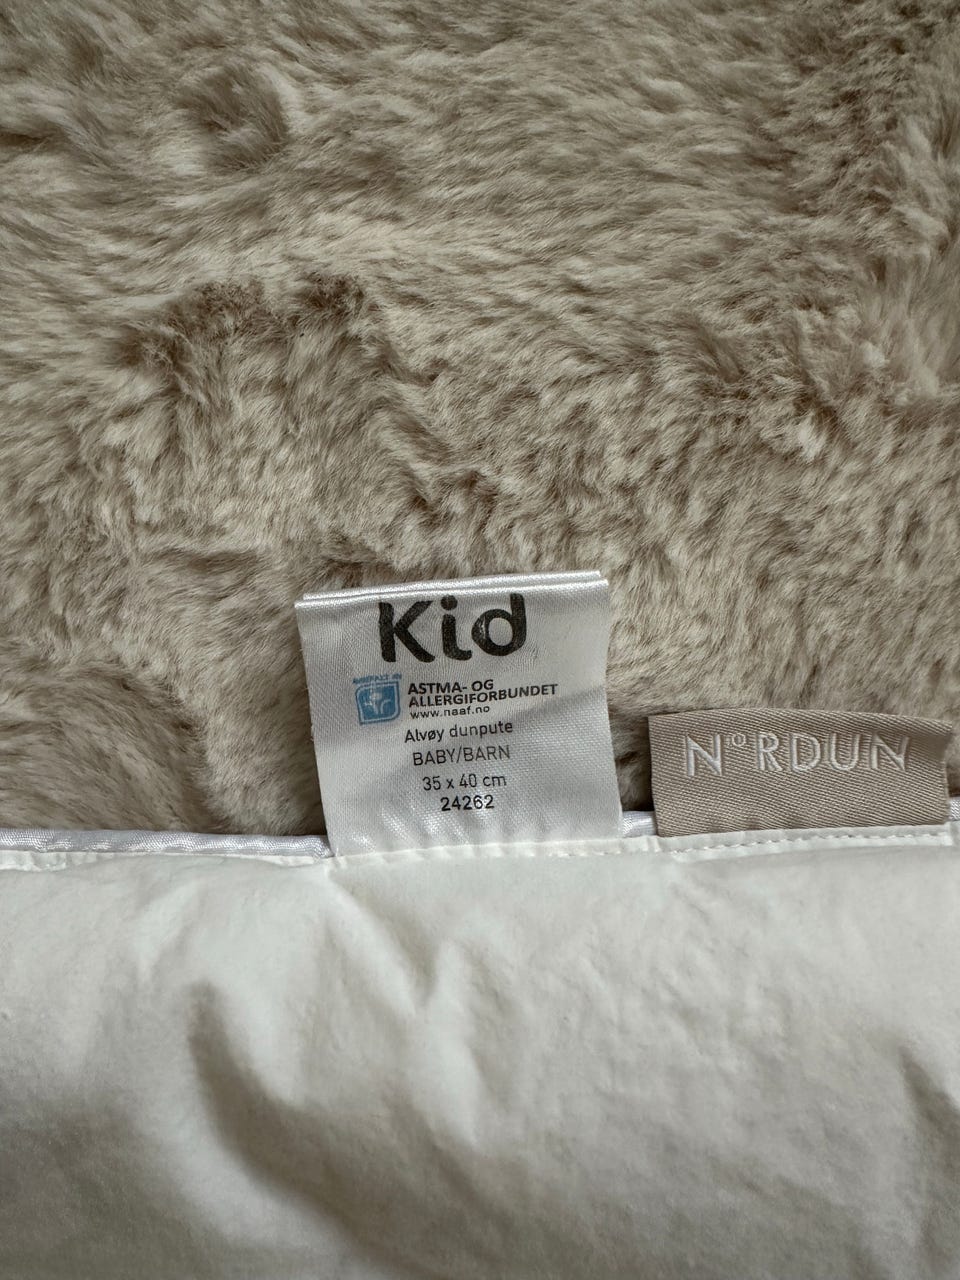 Kid
ASTMA- OG
ALLERGIFORBUNDET
www.naaf.no
Alvøy dunpute
BABY/BARN
35 x 40 cm
24262
NORDUN